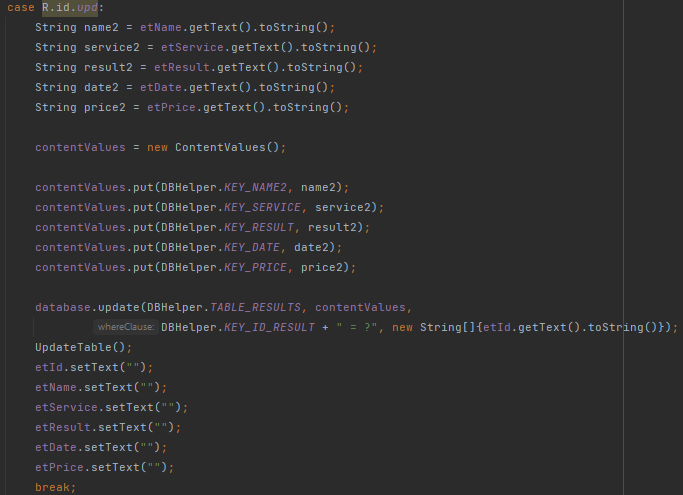 case R.id.upd:
String name2 = etName.getText().toString();
String service2 = etService.getText().toString();
String result2 = etResult.getText().toString();
String date2 = etDate.getText().toString();
String price2 = etPrice.getText().toString();
contentValues = new ContentValues();
contentValues.put(DBHelper.KEY_NAME2, name2);
contentValues.put(DBHelper.KEY_SERVICE, service2);
contentValues.put(DBHelper.KEY_RESULT, result2);
contentValues.put(DBHelper.KEY_DATE, date2);
contentValues.put(DBHelper.KEY_PRICE, price2);
database.update(DBHelper.TABLE_RESULTS, contentValues,
whereClause: DBHelper.KEY_ID_RESULT + " = ?", new String[]{etId.getText().toString()});
UpdateTable();
etId.setText("");
etName.setText("");
etService.setText("");
etResult.setText("");
etDate.setText("");
etPrice.setText("");
break;